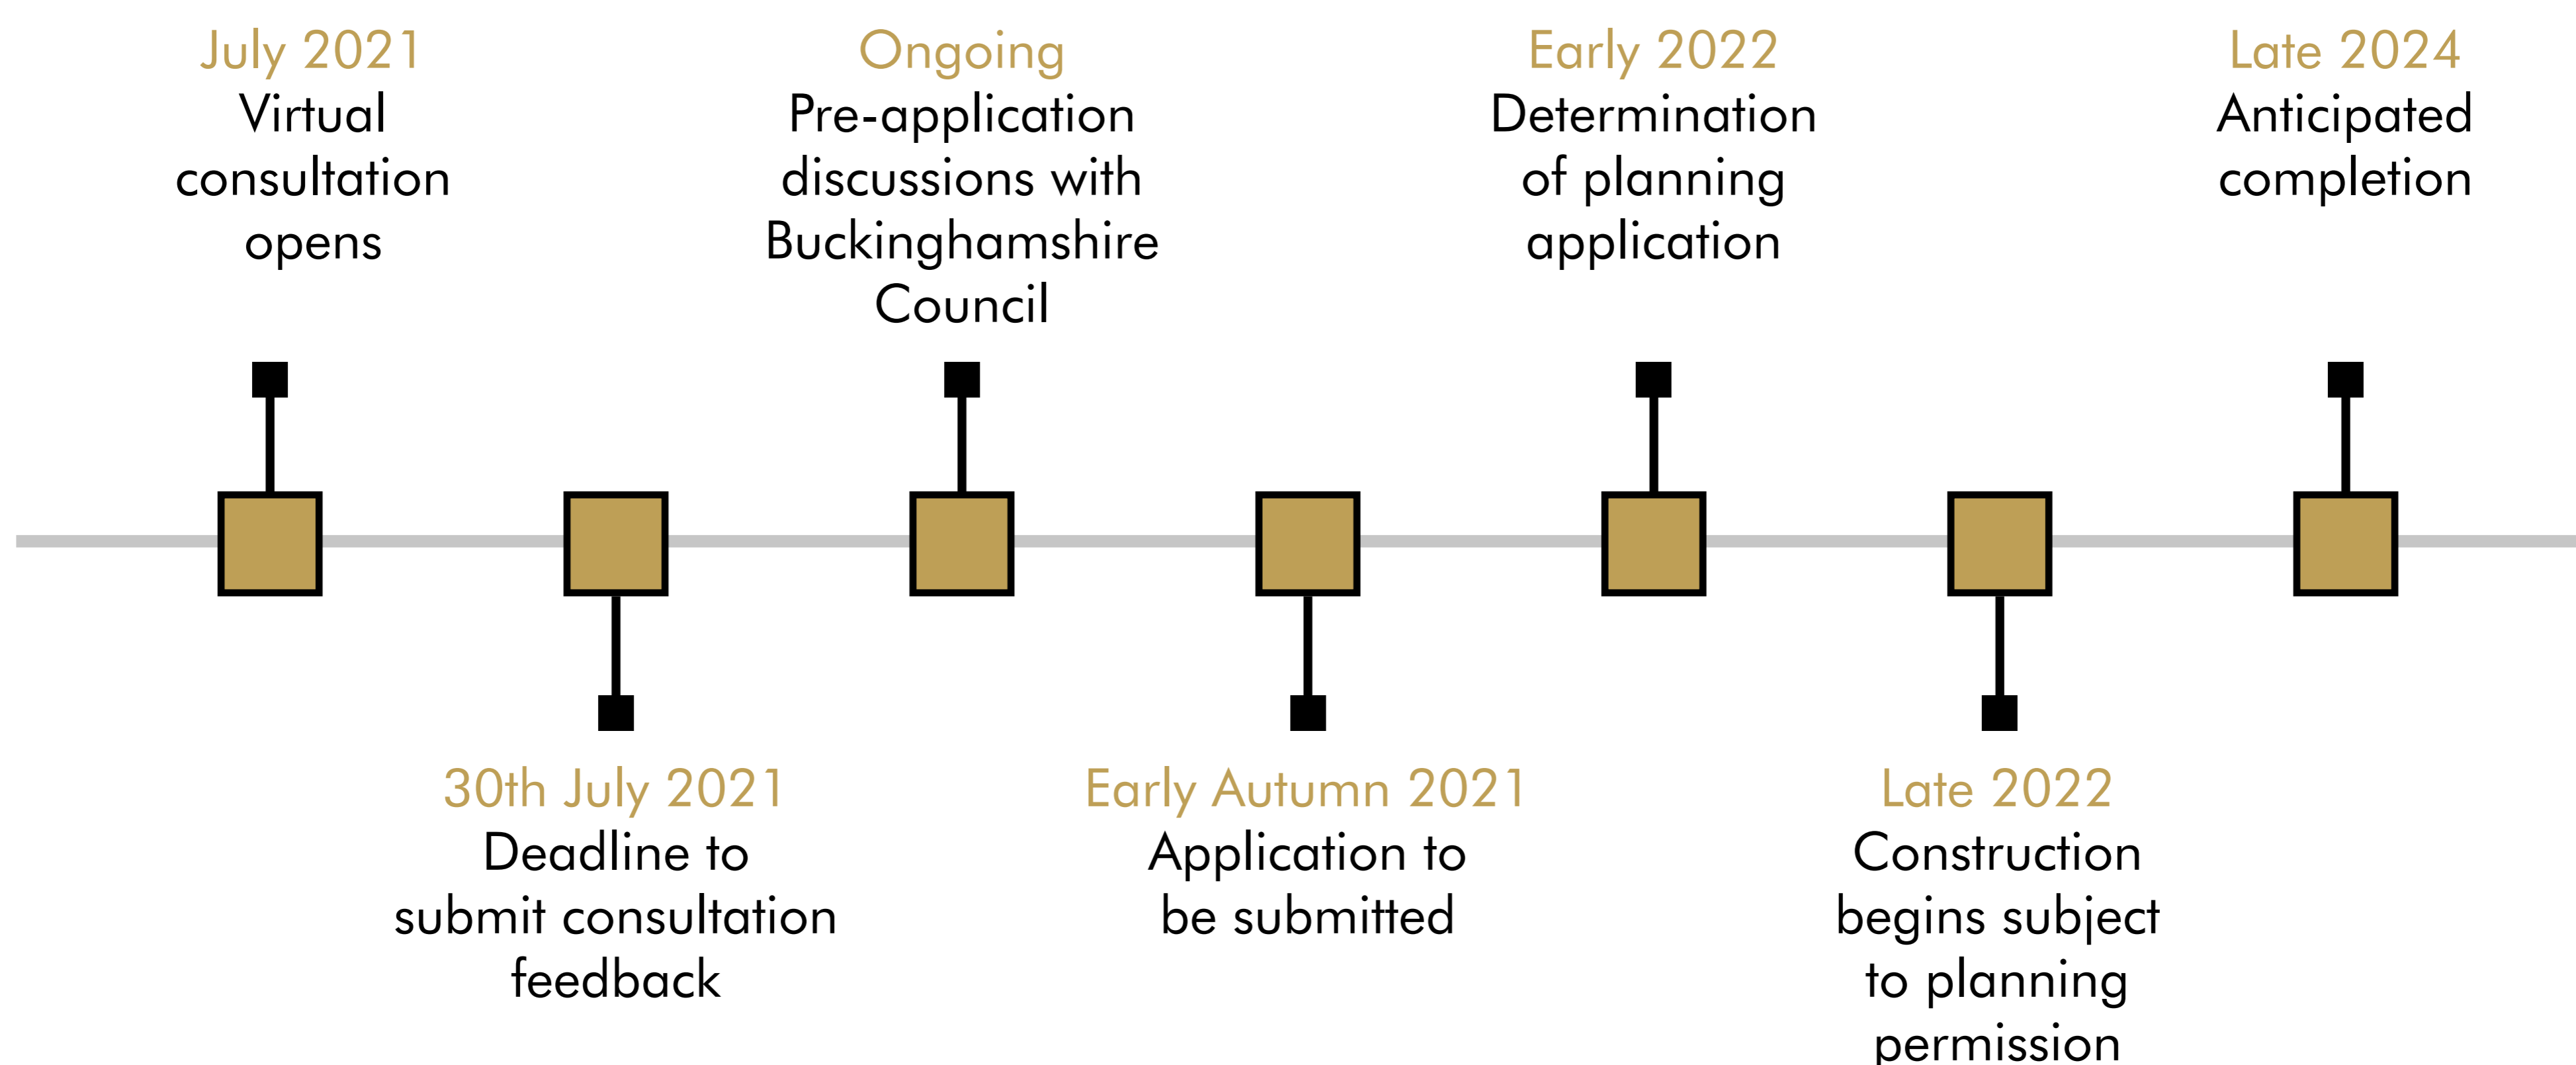 July 2021
Virtual
consultation
opens
30th July 2021
Deadline to
submit consultation
feedback
Ongoing
Pre-application
discussions with
Buckinghamshire
Council
Early Autumn 2021
Application to
be submitted
Early 2022
Determination
of planning
application
Late 2022
Construction
begins subject
to planning
permission
Late 2024
Anticipated
completion